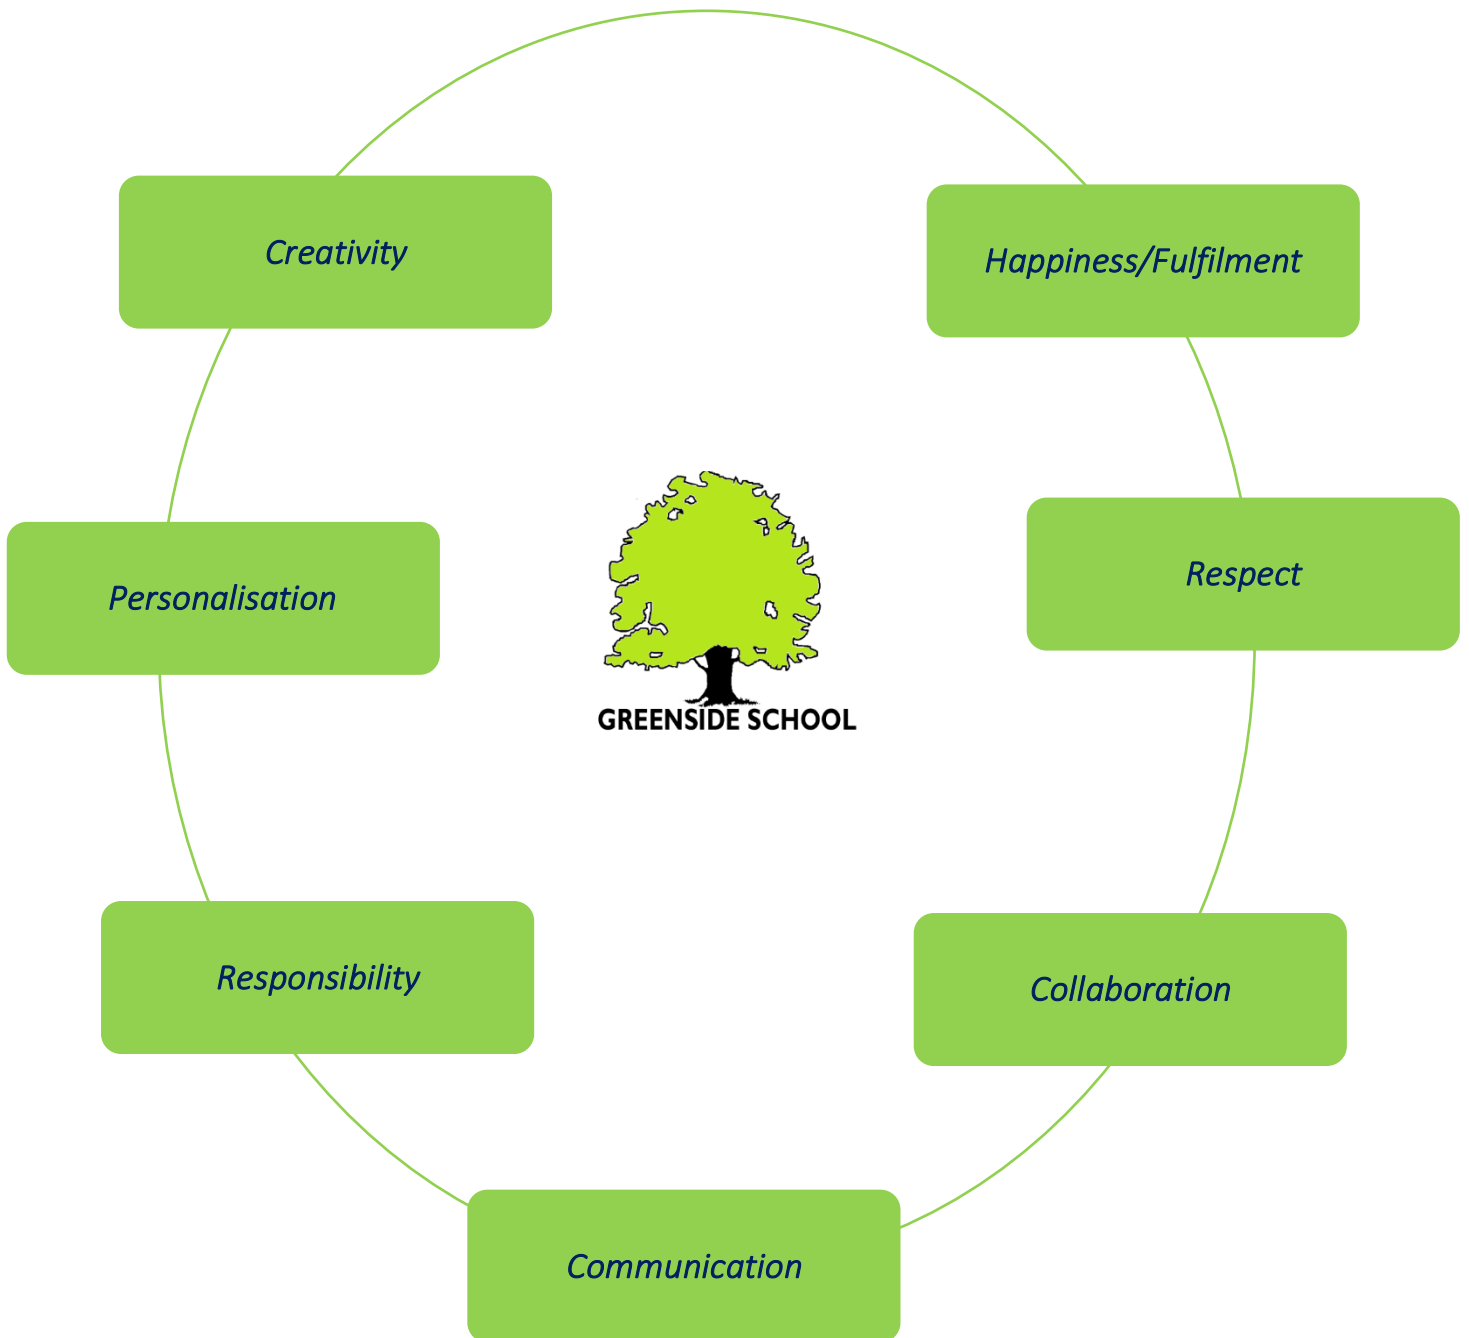 Creativity
Happiness/Fulfilment
Personalisation
Respect
GREENSIDE SCHOOL
Responsibility
Collaboration
Communication